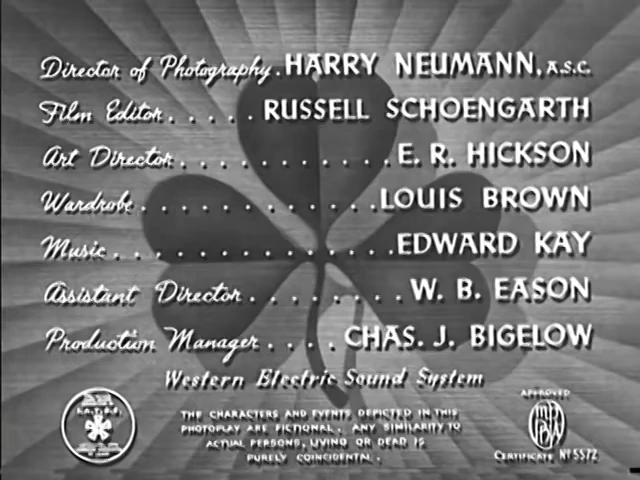 Director of Photography. HARRY NEUMANN, A.S.C.
Film Editor ..... RUSSELL SCHOENGARTH
Art Director ........... E. R. HICKSON
Wardrobe ............ LOUIS BROWN
Music .............. EDWARD KAY
Assistant Director ........ W. B. EASON
Production Manager .... CHAS. J. BIGELOW
Western Electric Sound System
THE CHARACTERS AND EVENTS DEPICTED IN THIS
PHOTOPLAY ARE FICTIONAL. ANY SIMILARITY TO
ACTUAL PERSONS, LIVING OR DEAD IS
PURELY COINCIDENTAL.
I.A.T.S.E.
APPROVED
CERTIFICATE Nº 5572